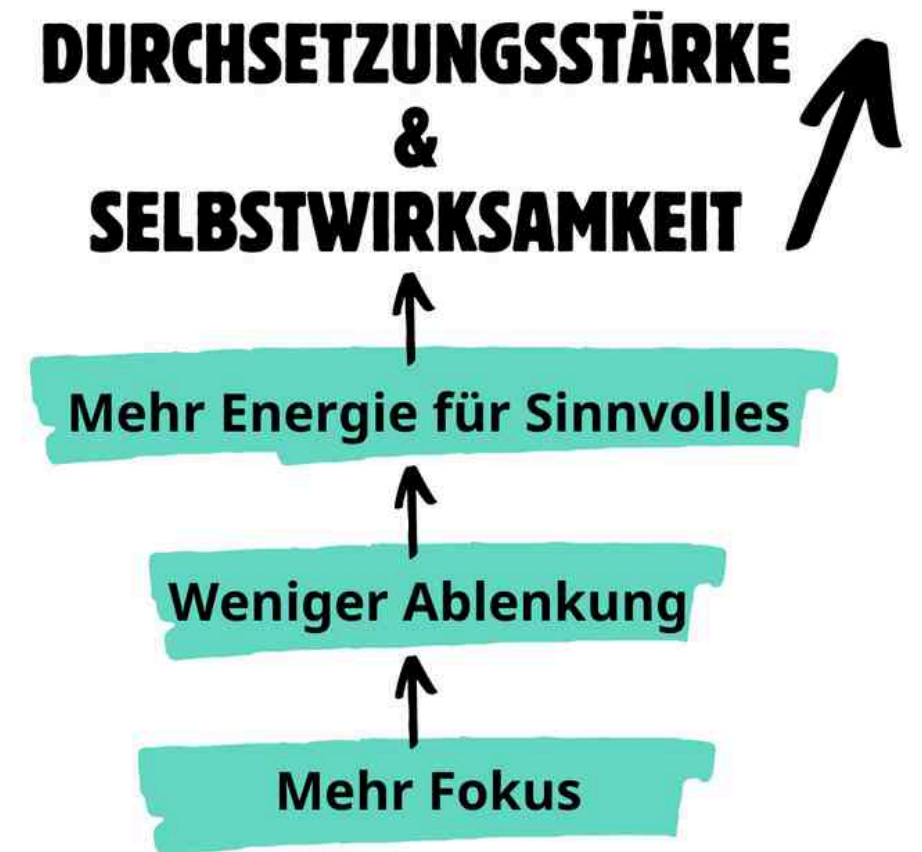 DURCHSETZUNGSSTÄRKE
&
SELBSTWIRKSAMKEIT
Mehr Energie für Sinnvolles
Weniger Ablenkung
Mehr Fokus